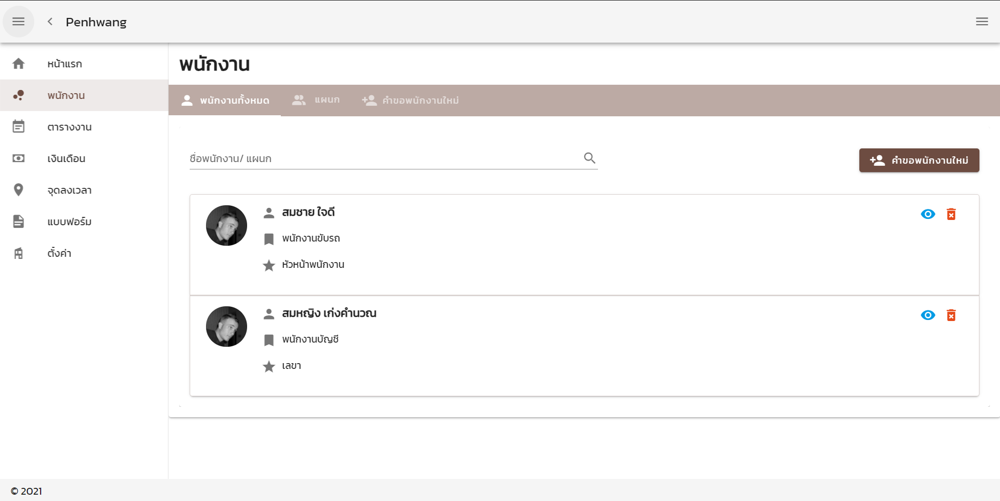 Penhwang
หน้าแรก
พนักงาน
ตารางงาน
เงินเดือน
จุดลงเวลา
แบบฟอร์ม
ตั้งค่า
พนักงาน
พนักงานทั้งหมด แผนก คำขอพนักงานใหม่
ชื่อพนักงาน/ แผนก
คำขอพนักงานใหม่
สมชาย ใจดี
พนักงานขับรถ
หัวหน้าพนักงาน
สมหญิง เก่งคำนวณ
พนักงานบัญชี
เลขา
© 2021